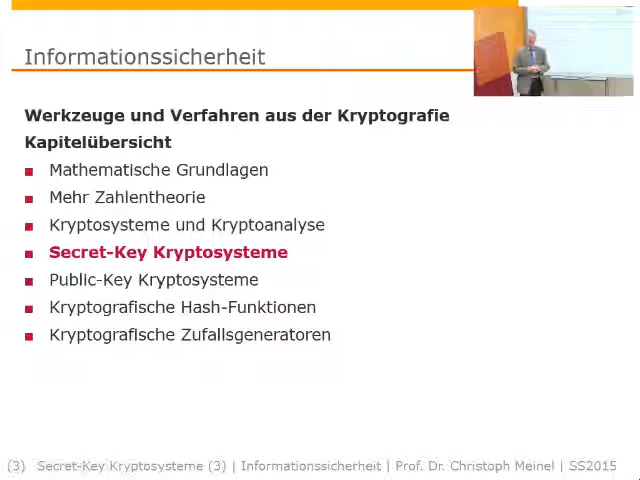 Informationssicherheit
Werkzeuge und Verfahren aus der Kryptografie
Kapitelübersicht
Mathematische Grundlagen
Mehr Zahlentheorie
Kryptosysteme und Kryptoanalyse
Secret-Key Kryptosysteme
Public-Key Kryptosysteme
Kryptografische Hash-Funktionen
Kryptografische Zufallsgeneratoren
(3) Secret-Key Kryptosysteme (3) | Informationssicherheit | Prof. Dr. Christoph Meinel | SS2015